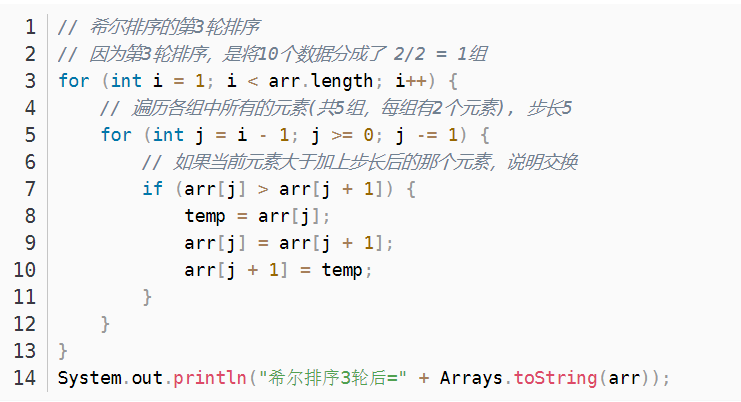 1 // 希尔排序的第3轮排序
2 // 因为第3轮排序，是将10个数据分成了 2/2 = 1组
3 for (int i = 1; i < arr.length; i++) {
4     // 遍历各组中所有的元素(共5组，每组有2个元素), 步长5
5     for (int j = i - 1; j >= 0; j -= 1) {
6         // 如果当前元素大于加上步长后的那个元素，说明交换
7         if (arr[j] > arr[j + 1]) {
8             temp = arr[j];
9             arr[j] = arr[j + 1];
10             arr[j + 1] = temp;
11         }
12     }
13 }
14 System.out.println("希尔排序3轮后=" + Arrays.toString(arr));